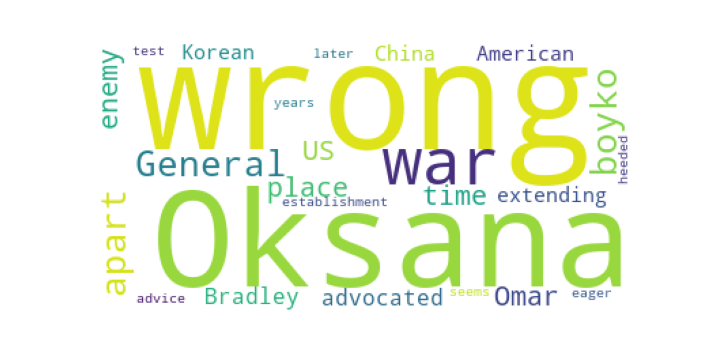 test
Korean
later
China
American
enemy
wrong
years
boyko
heeded
General
US
war
place
time
extending
establishment
apart
Oksana
advice
Bradley
advocated
seems
Omar
eager